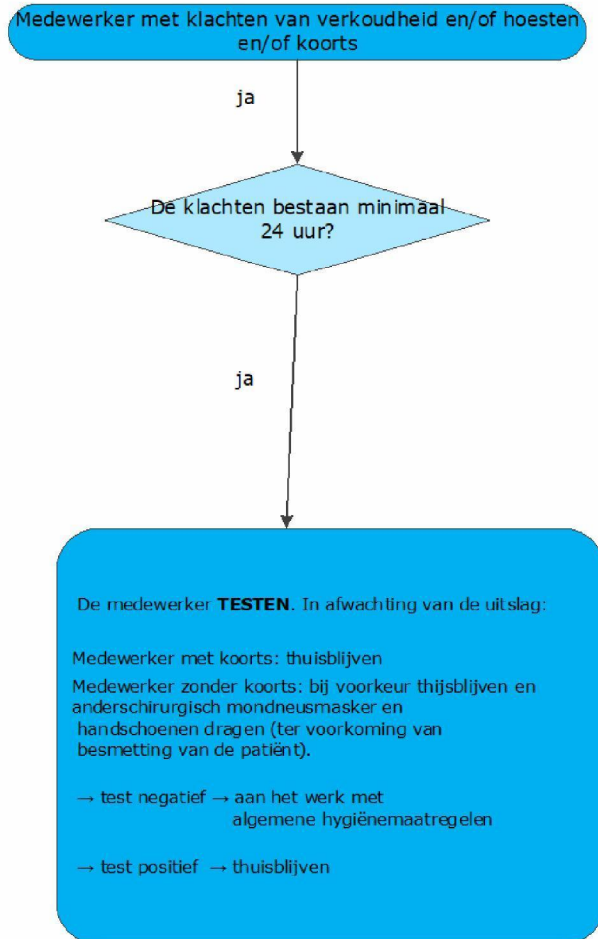 Medewerker met klachten van verkoudheid en/of hoesten
en/of koorts
ja
De klachten bestaan minimaal
24 uur?
ja
De medewerker TESTEN. In afwachting van de uitslag:
Medewerker met koorts: thuisblijven
Medewerker zonder koorts: bij voorkeur thijsblijven en
anderschirurgisch mondneusmasker en
handschoenen dragen (ter voorkoming van
besmetting van de patiënt).
→ test negatief → aan het werk met
algemene hygiënemaatregelen
→ test positief → thuisblijven